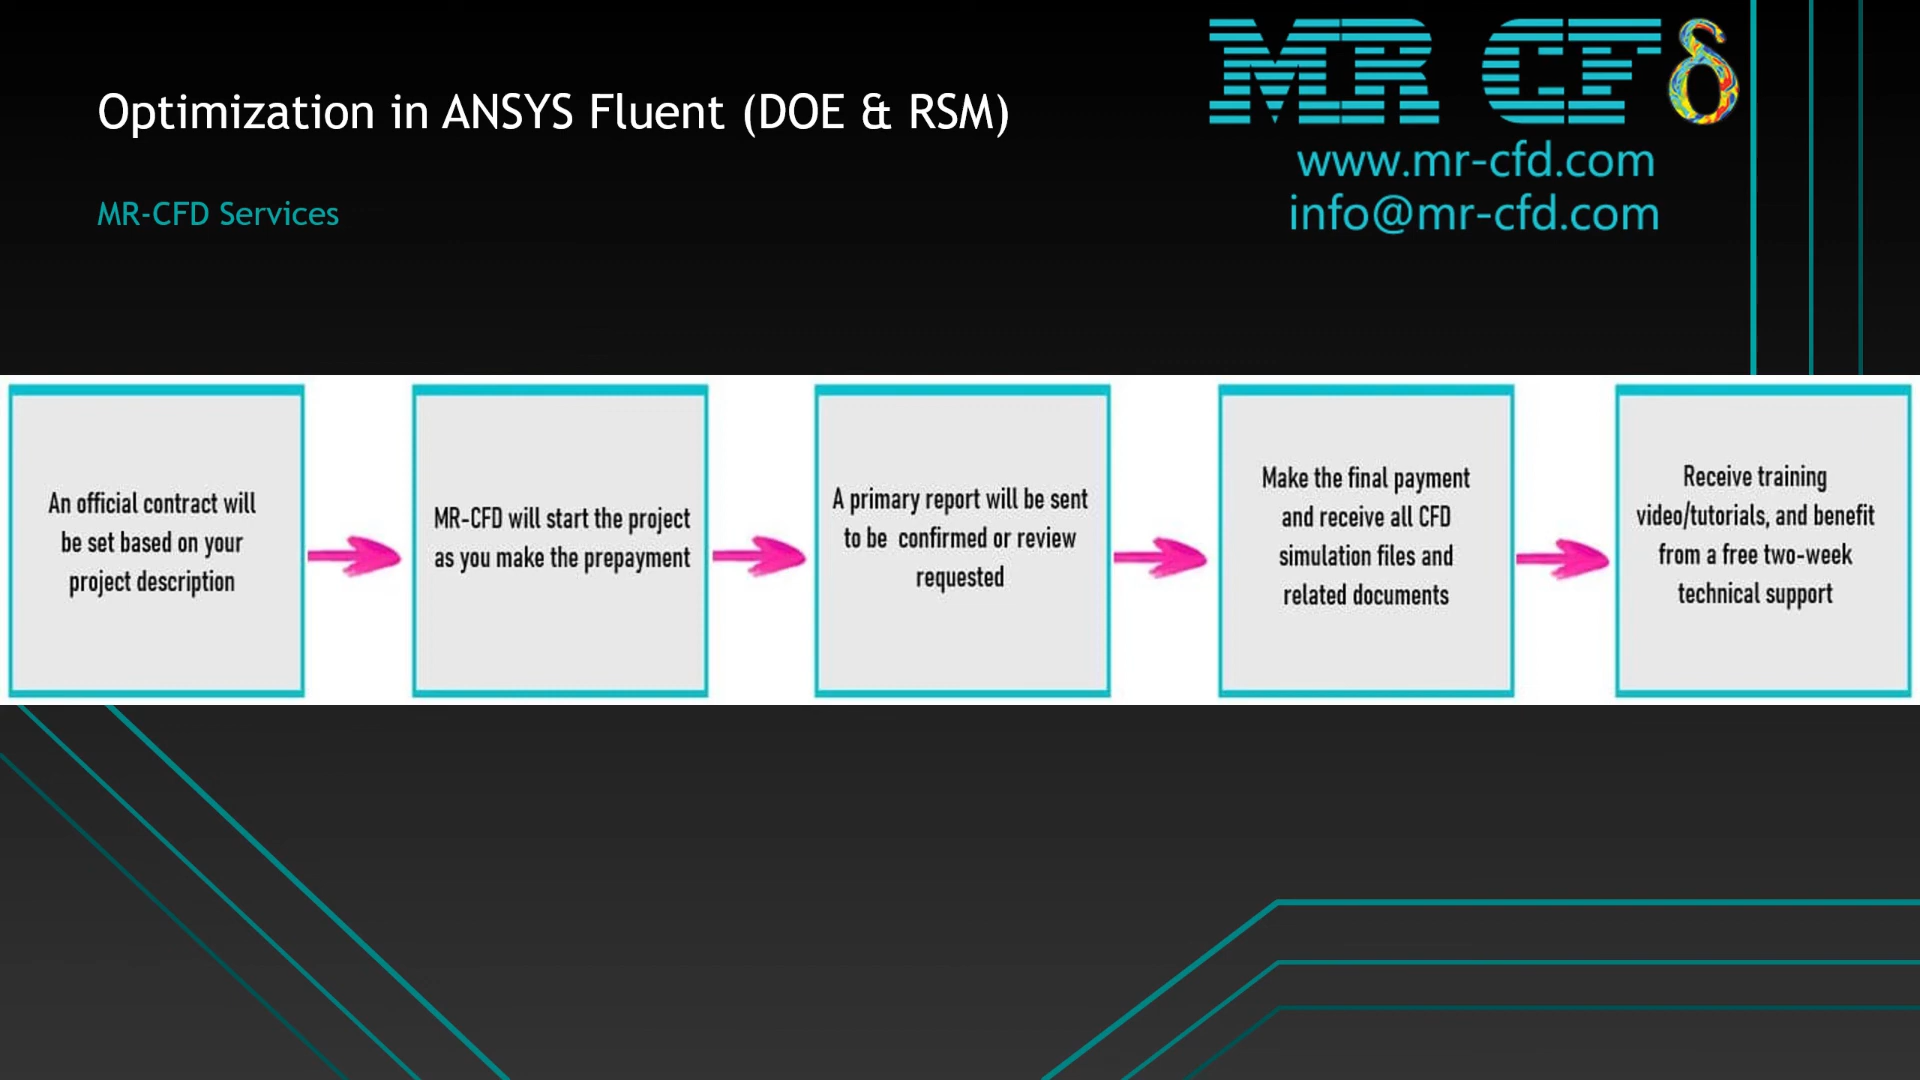 MR CFδ
Optimization in ANSYS Fluent (DOE & RSM)
www.mr-cfd.com
MR-CFD Services
info@mr-cfd.com
An official contract will
be set based on your
project description
MR-CFD will start the project
as you make the prepayment
A primary report will be sent
to be confirmed or review
requested
Make the final payment
and receive all CFD
simulation files and
related documents
Receive training
video/tutorials, and benefit
from a free two-week
technical support